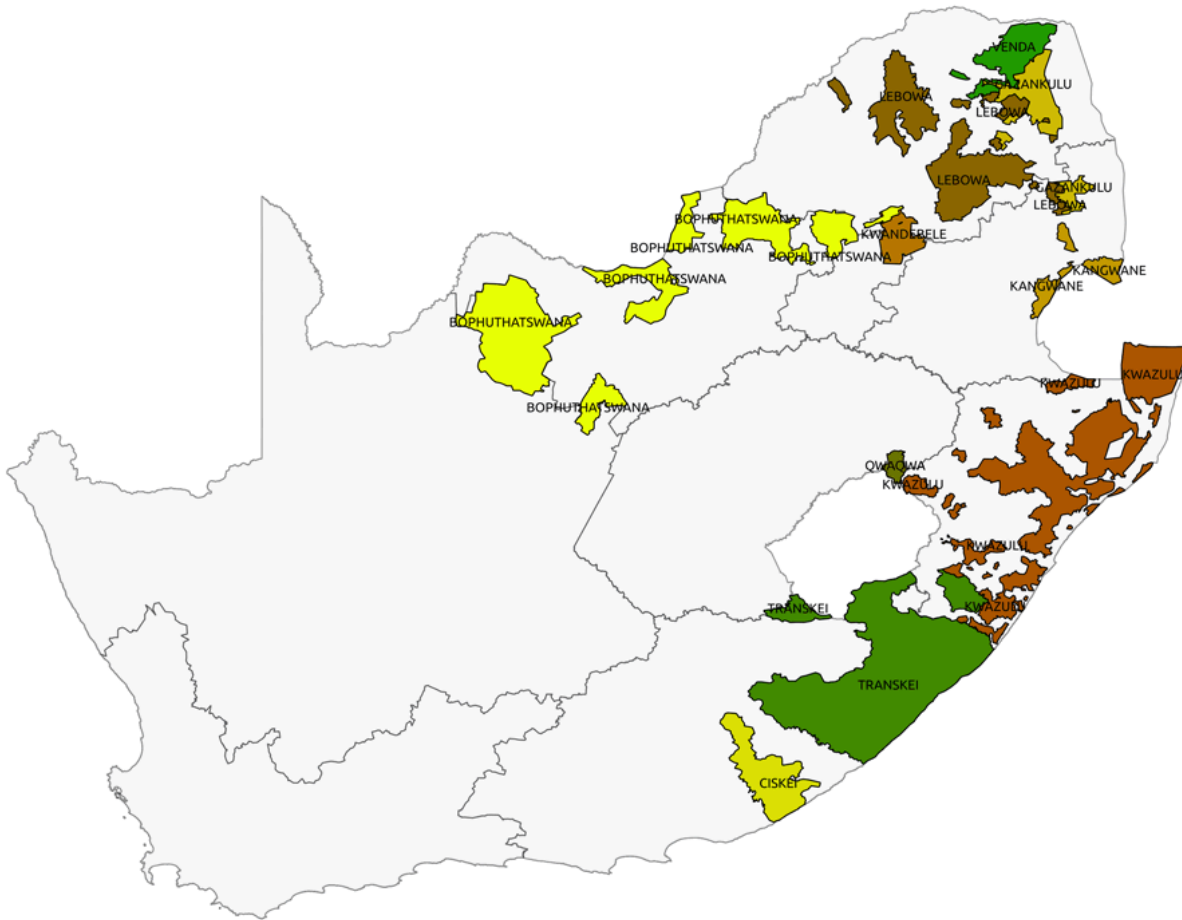 VENDA
GAZANKULU
LEBOWA
LEBOWA
LEBOWA
GAZANKULU
LEBOWA
BOPHUTHATSWANA
KWANDEBELE
BOPHUTHATSWANA
BOPHUTHATSWANA
BOPHUTHATSWANA
KANGWANE
KANGWANE
BOPHUTHATSWANA
KWAZULU
KWAZULU
BOPHUTHATSWANA
QWAQWA
KWAZULU
KWAZULU
TRANSKEI
KWAZULU
TRANSKEI
CISKEI